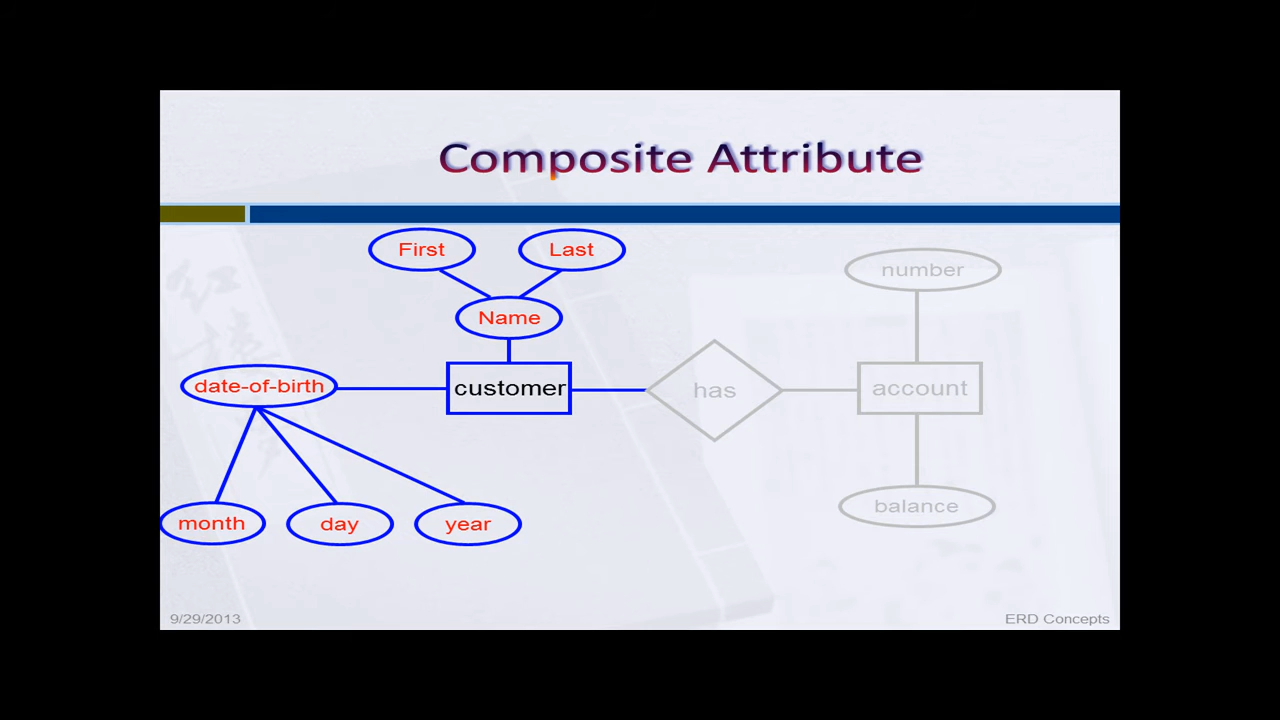 Composite Attribute
First
Last
number
Name
date-of-birth
customer
has
account
month
day
year
balance
9/29/2013
ERD Concepts